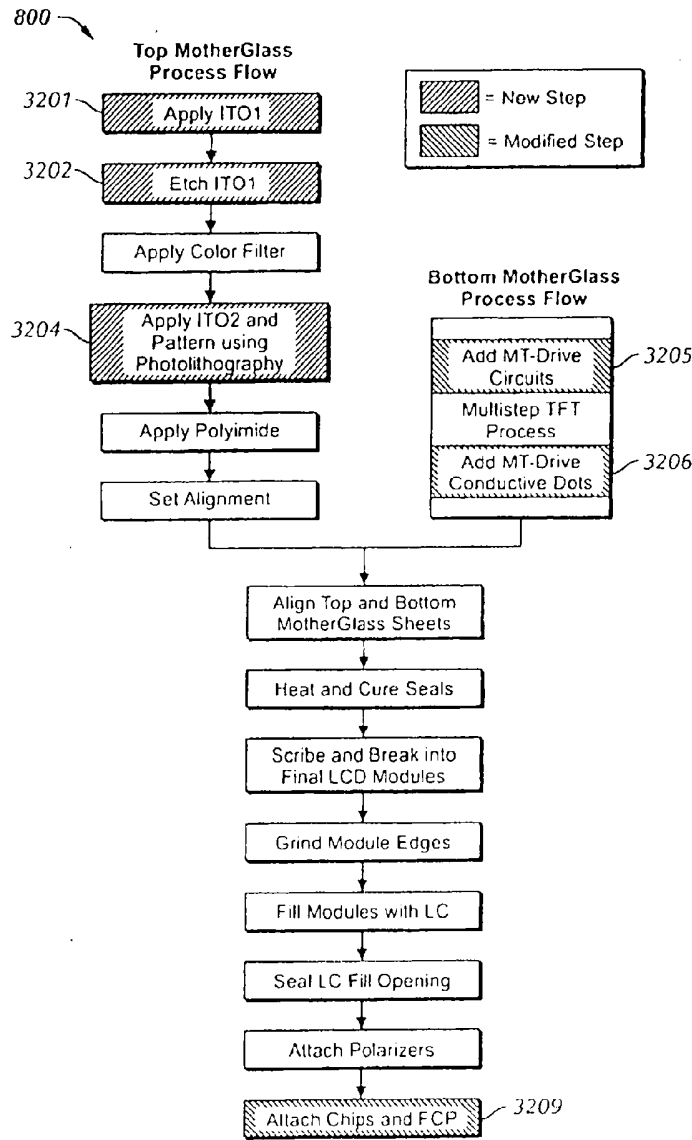 800
Top MotherGlass
Process Flow
3201
Apply ITO1
3202
Etch ITO1
Apply Color Filter
3204
Apply ITO2 and
Pattern using
Photolithography
Apply Polyimide
Set Alignment
= New Step
= Modified Step
Bottom MotherGlass
Process Flow
Add MT-Drive
Circuits
3205
Multistep TFT
Process
Add MT-Drive
Conductive Dots
3206
Align Top and Bottom
MotherGlass Sheets
Heat and Cure Seals
Scribe and Break into
Final LCD Modules
Grind Module Edges
Fill Modules with LC
Seal LC Fill Opening
Attach Polarizers
Attach Chips and FCP
3209